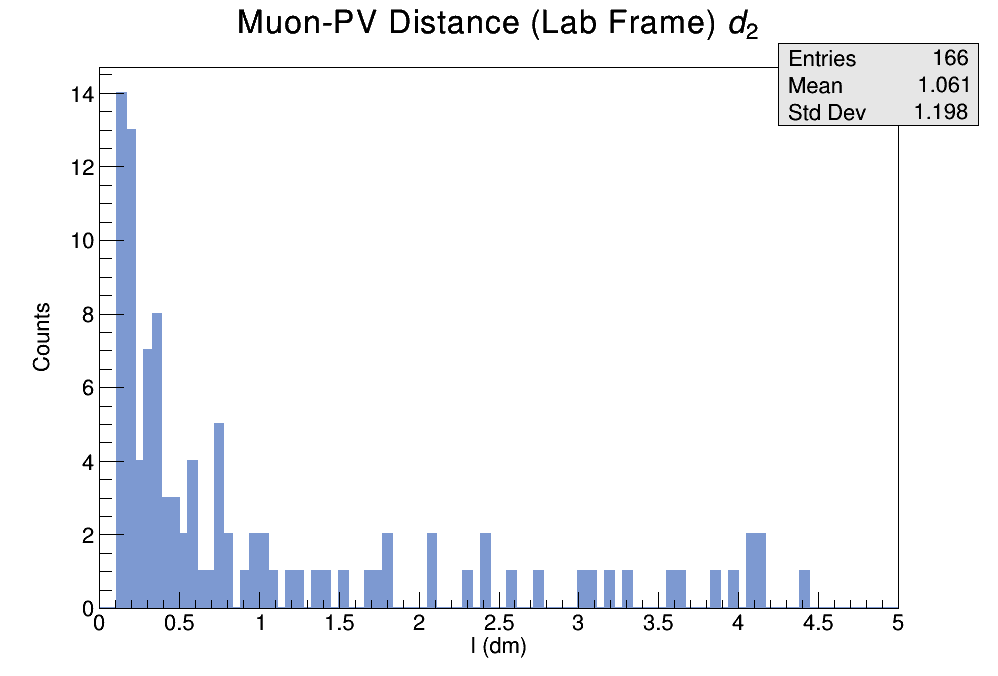 Muon-PV Distance (Lab Frame) d₂
Entries 166
Mean 1.061
Std Dev 1.198
14
12
10
8
6
4
2
0
Counts
0 0.5 1 1.5 2 2.5 3 3.5 4 4.5 5
l (dm)